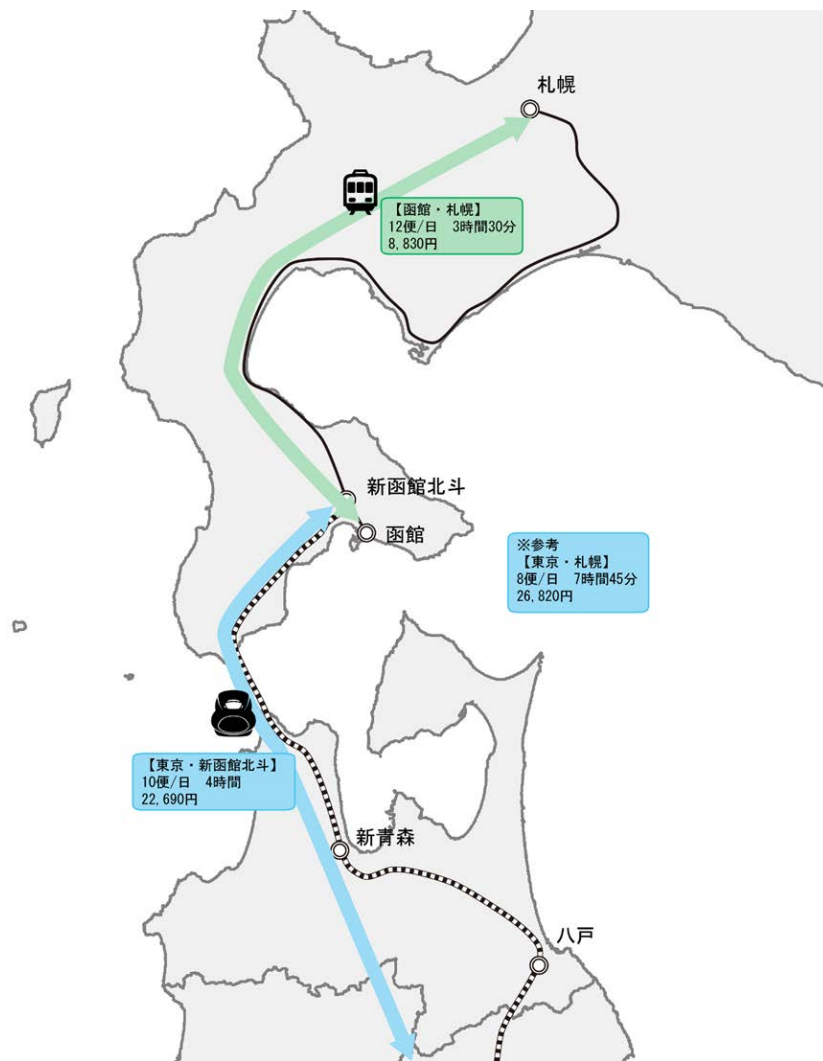 札幌
【函館・札幌】
12便/日　3時間30分
8,830円
新函館北斗
函館
※参考
【東京・札幌】
8便/日　7時間45分
26,820円
【東京・新函館北斗】
10便/日　4時間
22,690円
新青森
八戸